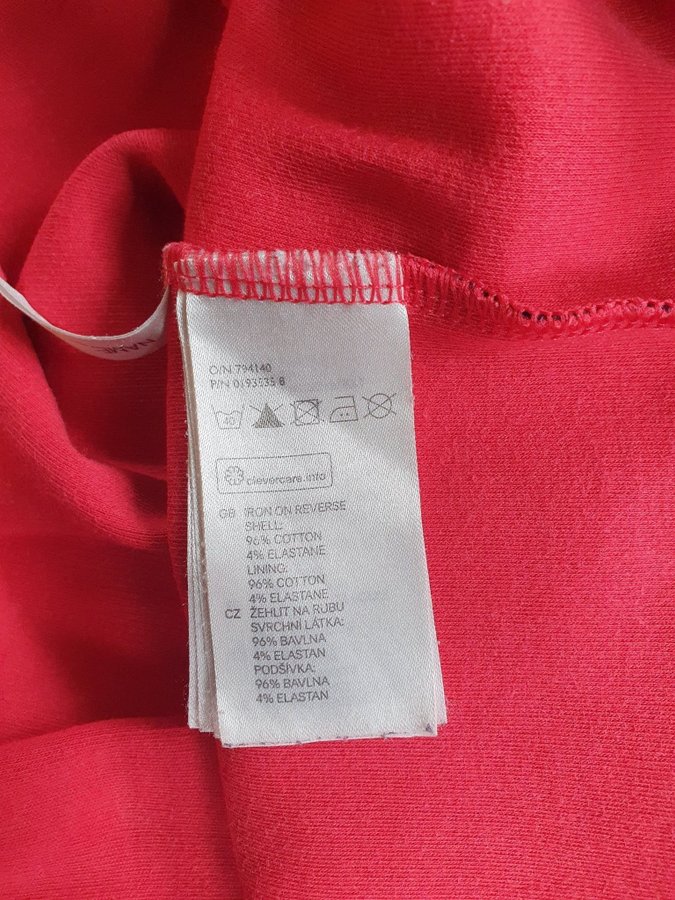 O/N 794140
P/N 0193535 8
40
clevercare.info
GB IRON ON REVERSE
SHELL:
96% COTTON
4% ELASTANE
LINING:
96% COTTON
4% ELASTANE
CZ ŽEHLIT NA RUBU
SVRCHNÍ LÁTKA:
96% BAVLNA
4% ELASTAN
PODŠÍVKA:
96% BAVLNA
4% ELASTAN
NAME